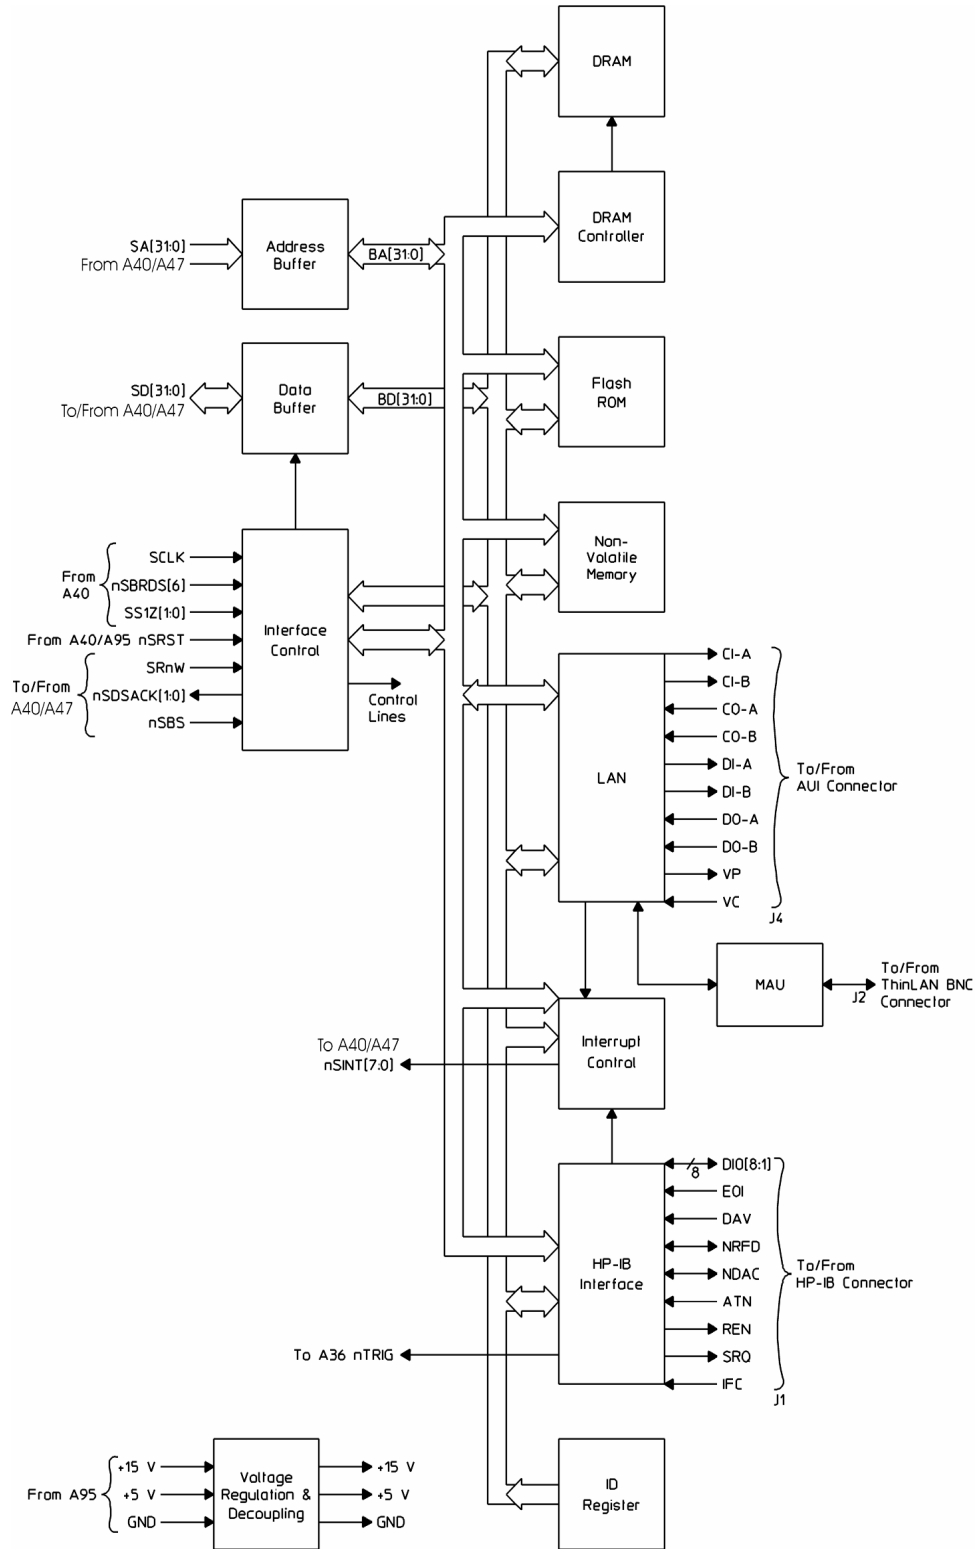 DRAM
DRAM
Controller
SA[31:0]
From A40/A47
Address
Buffer
BA[31:0]
Flash
ROM
SD[31:0]
To/From A40/A47
Data
Buffer
BD[31:0]
Non-
Volatile
Memory
From
A40
SCLK
nSBRDS[6]
SS1Z[1:0]
From A40/A95 nSRST
To/From
A40/A47
SRnW
nSDSACK[1:0]
nSBS
Interface
Control
Control
Lines
LAN
CI-A
CI-B
CO-A
CO-B
DI-A
DI-B
DO-A
DO-B
VP
VC
To/From
AUI Connector
J4
MAU
J2
To/From
ThinLAN BNC
Connector
To A40/A47
nSINT[7:0]
Interrupt
Control
HP-IB
Interface
8
DIO[8:1]
EOI
DAV
NRFD
NDAC
ATN
REN
SRQ
IFC
To/From
HP-IB Connector
J1
To A36 nTRIG
From A95
+15 V
+5 V
GND
Voltage
Regulation &
Decoupling
+15 V
+5 V
GND
ID
Register